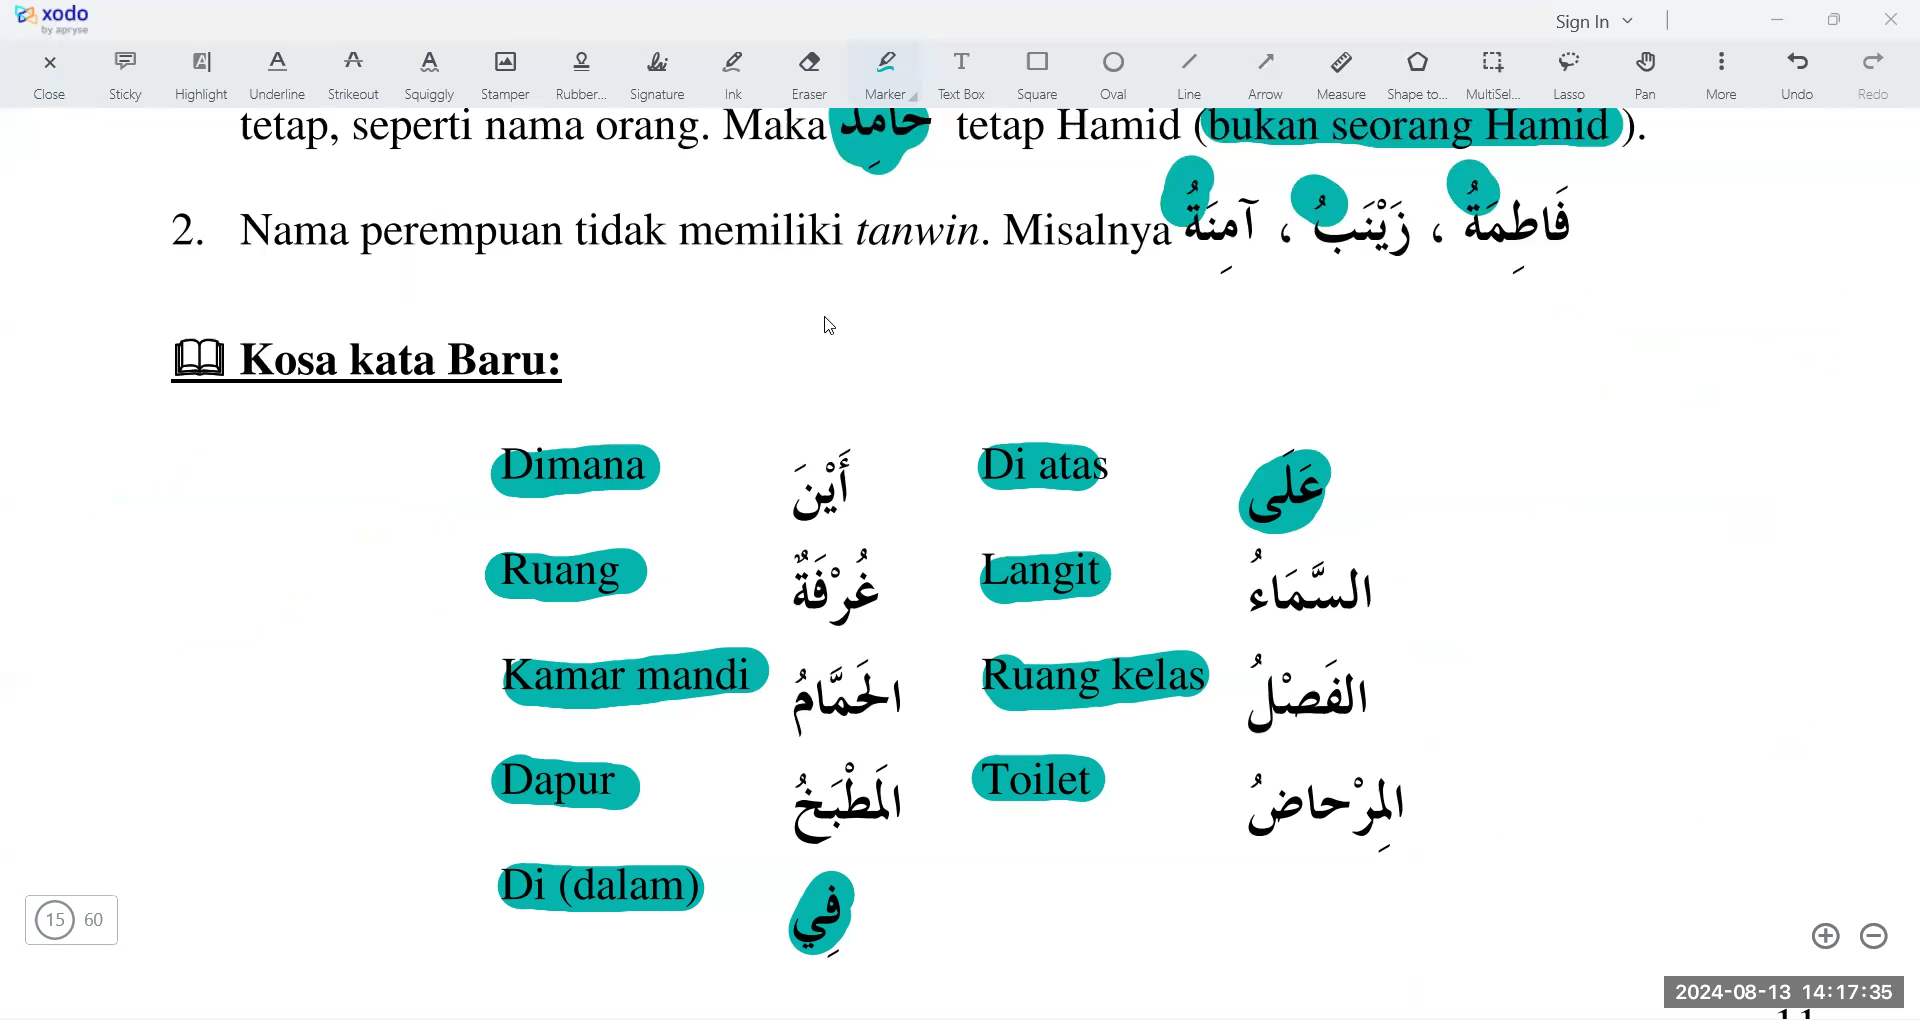 xodo
by apryse
Sign In
Close Sticky Highlight Underline Strikeout Squiggly Stamper Rubber... Signature Ink Eraser Marker Text Box Square Oval Line Arrow Measure Shape to... MultiSel... Lasso Pan More Undo Redo
tetap, seperti nama orang. Maka حَامِدٌ tetap Hamid (bukan seorang Hamid ).
2. Nama perempuan tidak memiliki tanwin. Misalnya فَاطِمَةُ ، زَيْنَبُ ، آمِنَةُ
Kosa kata Baru:
Dimana أَيْنَ Di atas عَلَى
Ruang غُرْفَةٌ Langit السَّمَاءُ
Kamar mandi الحَمَّامُ Ruang kelas الفَصْلُ
Dapur المَطْبَخُ Toilet المِرْحاضُ
Di (dalam) فِي
15 60
2024-08-13 14:17:35